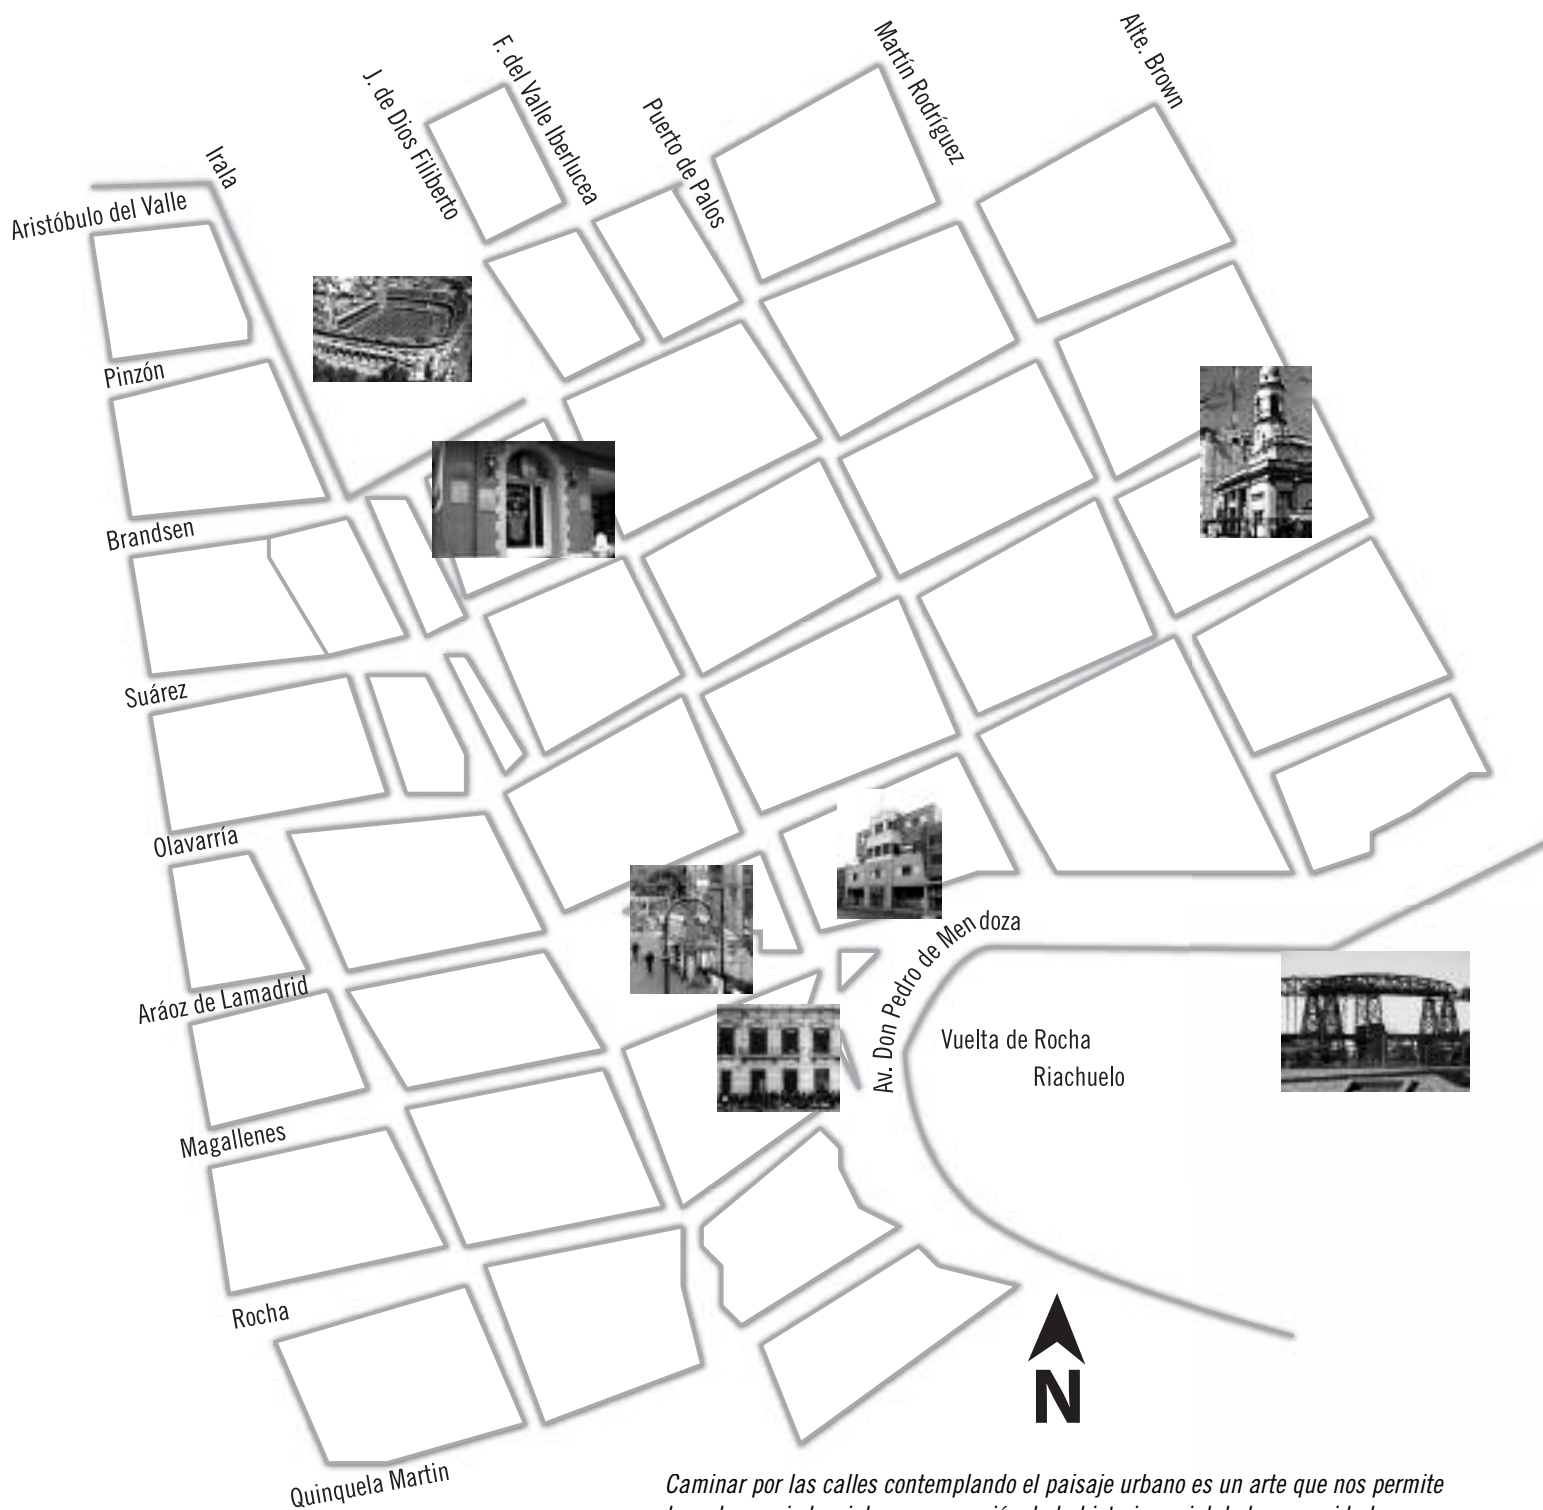 Alte. Brown
Martín Rodríguez
F. del Valle Iberlucea
J. de Dios Filiberto
Puerto de Palos
Irala
Aristóbulo del Valle
Pinzón
Brandsen
Suárez
Olavarría
Aráoz de Lamadrid
Av. Don Pedro de Mendoza
Vuelta de Rocha
Riachuelo
Magallenes
Rocha
N
Quinquela Martin
Caminar por las calles contemplando el paisaje urbano es un arte que nos permite